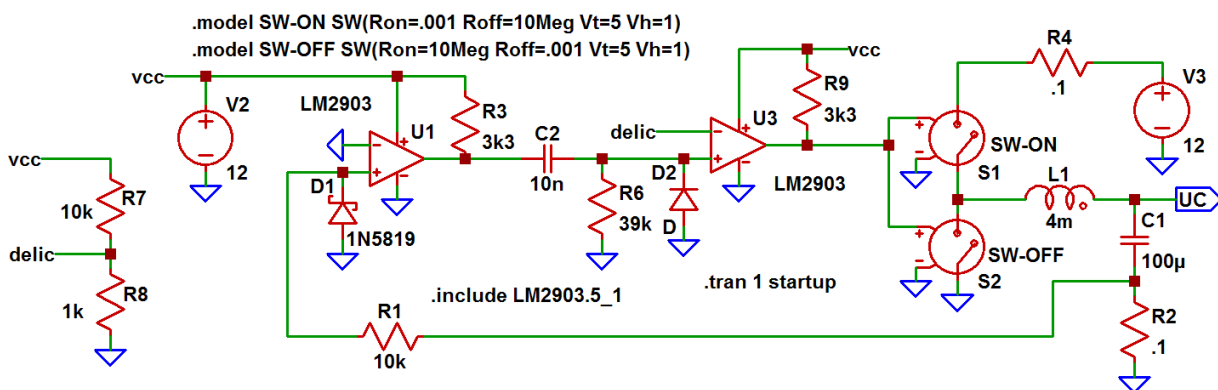 .model SW-ON SW(Ron=.001 Roff=10Meg Vt=5 Vh=1)
.model SW-OFF SW(Ron=10Meg Roff=.001 Vt=5 Vh=1)
vcc
V2
12
LM2903
U1
R3
3k3
C2
10n
delic
vcc
R9
3k3
U3
LM2903
R4
.1
V3
12
SW-ON
S1
vcc
R7
10k
delic
R8
1k
D1
1N5819
R6
39k
D2
D
L1
4m
UC
C1
100µ
SW-OFF
S2
.include LM2903.5_1
.tran 1 startup
R1
10k
R2
.1